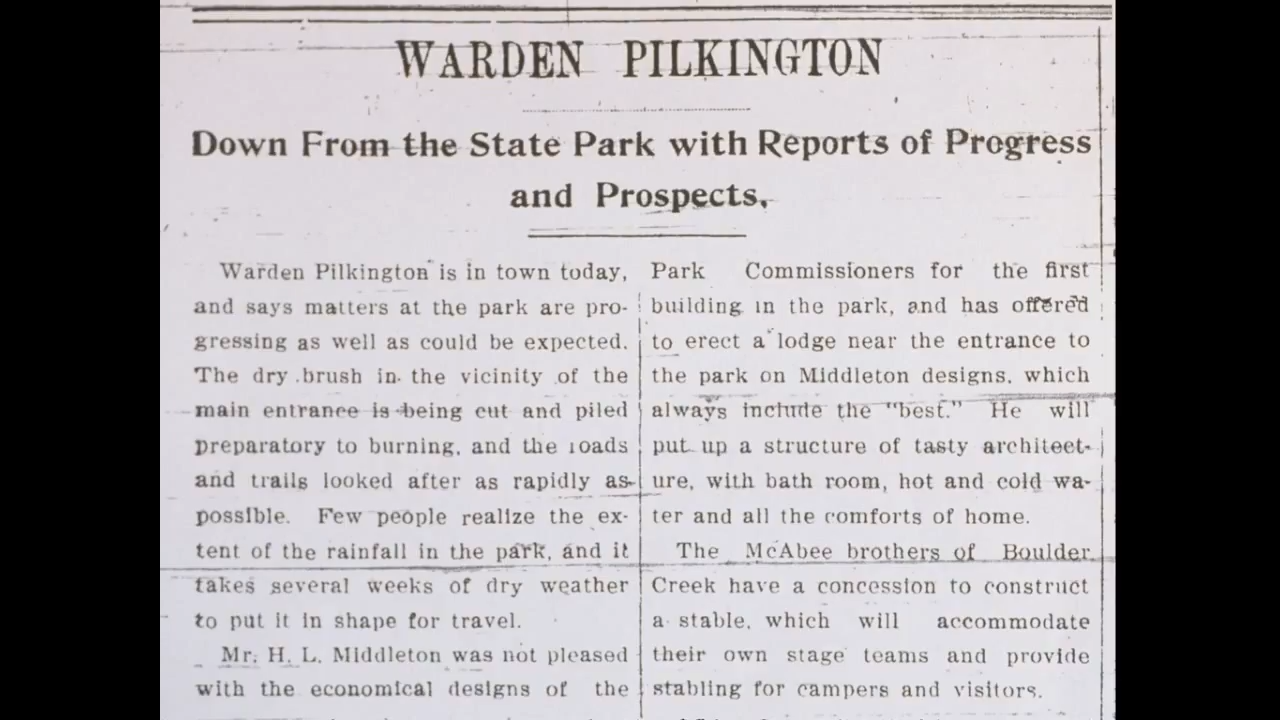 WARDEN PILKINGTON
Down From the State Park with Reports of Progress
and Prospects.
Warden Pilkington is in town today,
and says matters at the park are pro-
gressing as well as could be expected.
The dry brush in the vicinity of the
main entrance is being cut and piled
preparatory to burning, and the roads
and trails looked after as rapidly as
possible. Few people realize the ex-
tent of the rainfall in the park, and it
takes several weeks of dry weather
to put it in shape for travel.
Mr. H. L. Middleton was not pleased
with the economical designs of the
Park Commissioners for the first
building in the park, and has offered
to erect a lodge near the entrance to
the park on Middleton designs, which
always include the "best." He will
put up a structure of tasty architect-
ure, with bath room, hot and cold wa-
ter and all the comforts of home.
The McAbee brothers of Boulder
Creek have a concession to construct
a stable, which will accommodate
their own stage teams and provide
stabling for campers and visitors.